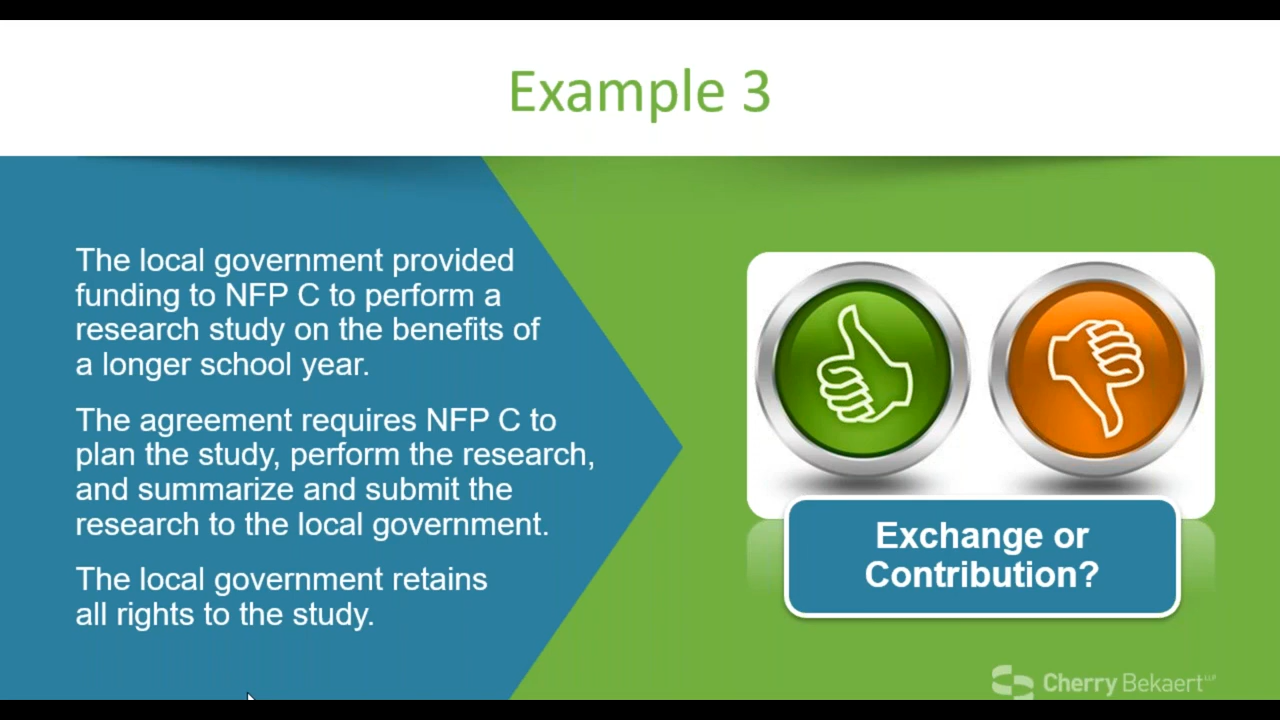 Example 3
The local government provided
funding to NFP C to perform a
research study on the benefits of
a longer school year.
The agreement requires NFP C to
plan the study, perform the research,
and summarize and submit the
research to the local government.
The local government retains
all rights to the study.
Exchange or
Contribution?
Cherry Bekaert LLP